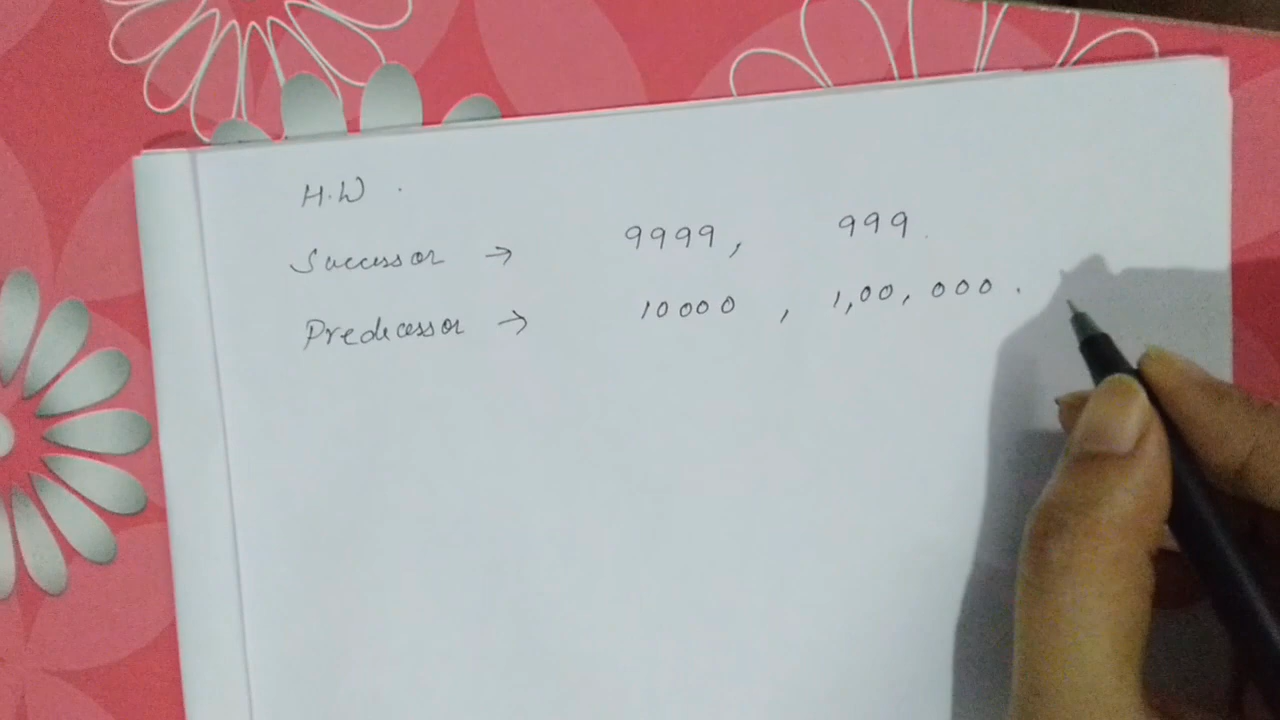 H.W.
Successor → 9999, 999.
Predecessor → 10000, 1,00,000.